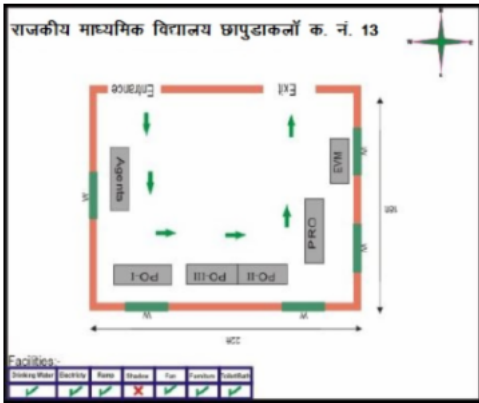 राजकीय माध्यमिक विद्यालय छापुडाकलॉ क. नं. 13
Entrance
Exit
Agents
EVM
W
W
PRO
W
PO-I
PO-III
PO-II
W
W
Facilities:-
Drinking Water Electricity Ramp Shadow Fan Furniture Toilet/Bath